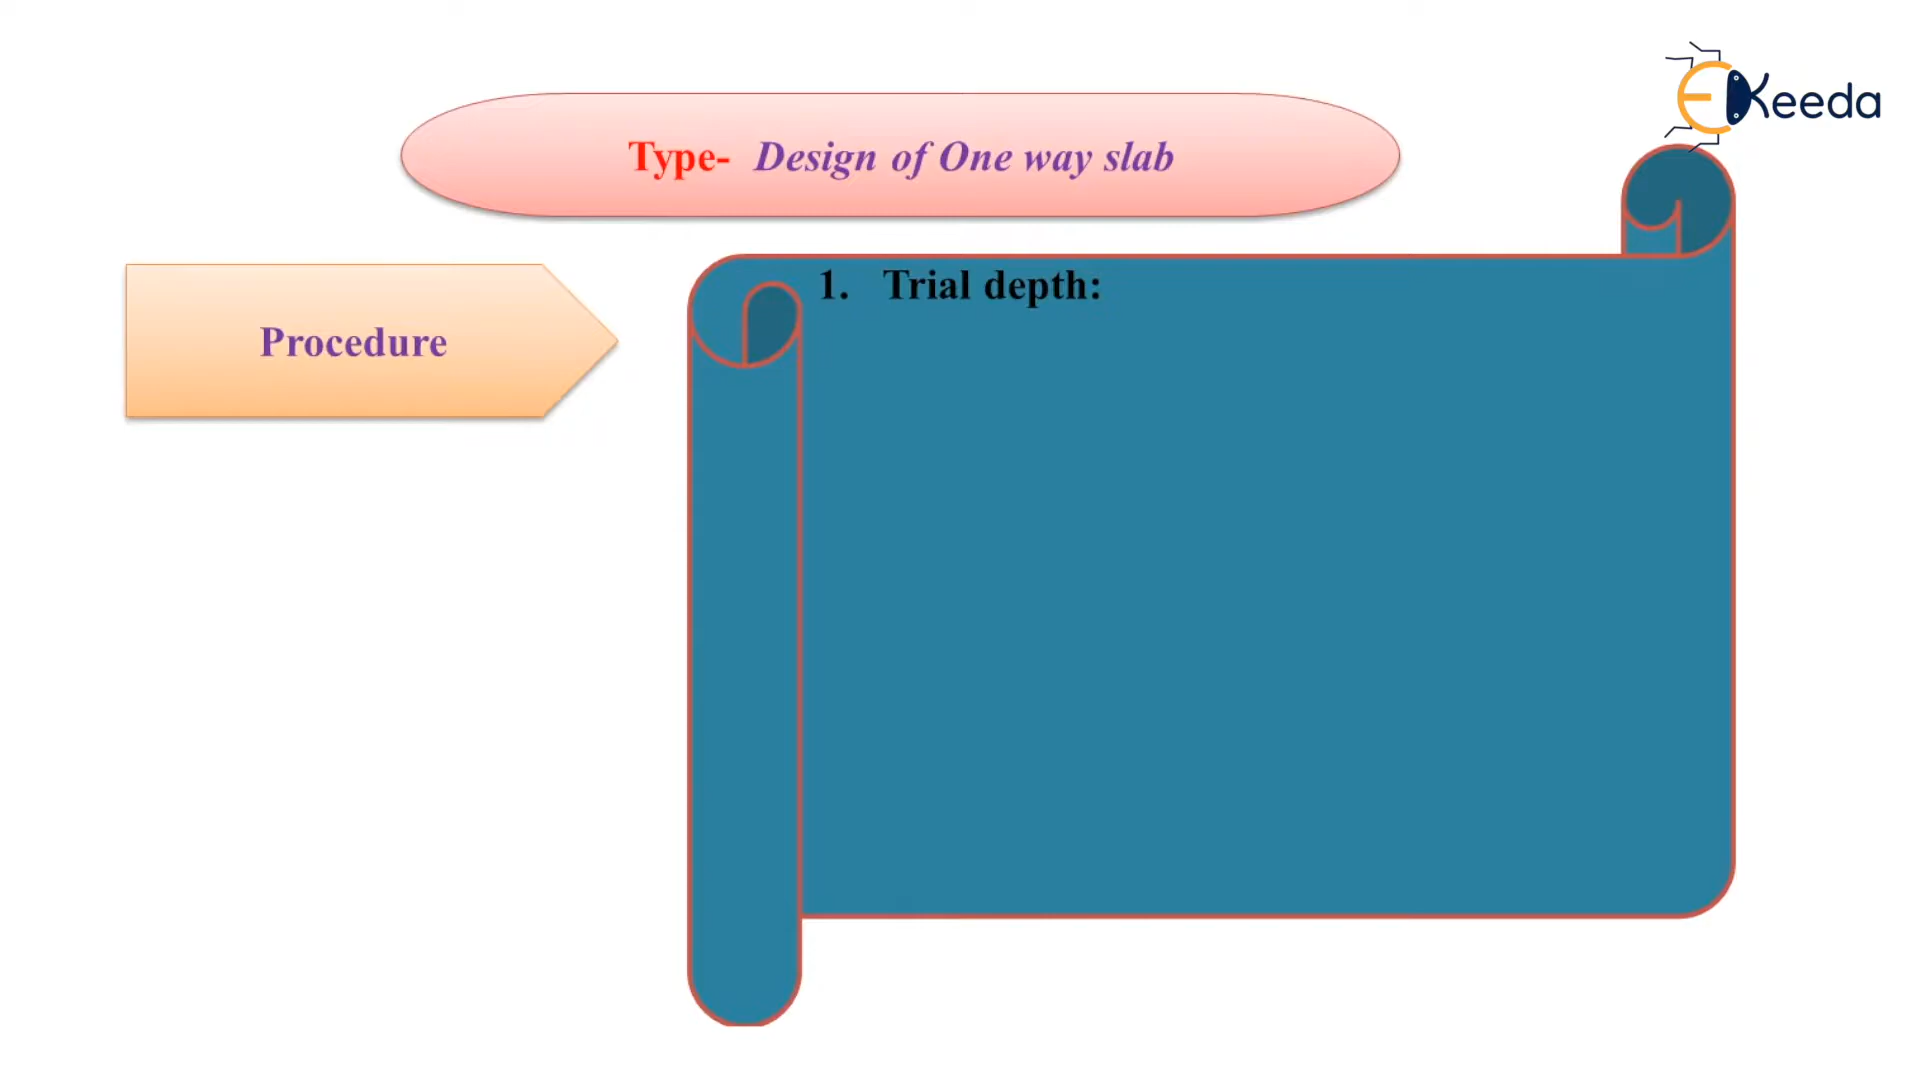 EKeeda
Type- Design of One way slab
Procedure
1. Trial depth: